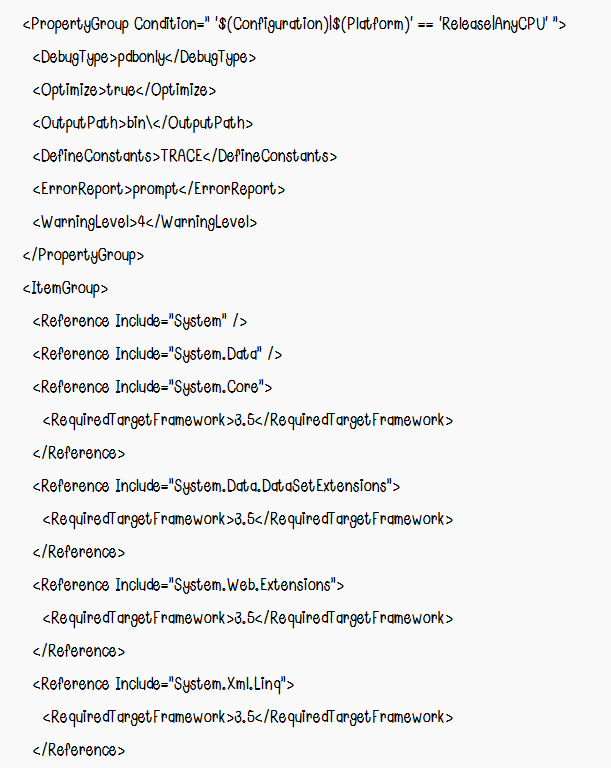 <PropertyGroup Condition=" '$(Configuration)|$(Platform)' == 'Release|AnyCPU' ">
<DebugType>pdbonly</DebugType>
<Optimize>true</Optimize>
<OutputPath>bin\</OutputPath>
<DefineConstants>TRACE</DefineConstants>
<ErrorReport>prompt</ErrorReport>
<WarningLevel>4</WarningLevel>
</PropertyGroup>
<ItemGroup>
<Reference Include="System" />
<Reference Include="System.Data" />
<Reference Include="System.Core">
<RequiredTargetFramework>3.5</RequiredTargetFramework>
</Reference>
<Reference Include="System.Data.DataSetExtensions">
<RequiredTargetFramework>3.5</RequiredTargetFramework>
</Reference>
<Reference Include="System.Web.Extensions">
<RequiredTargetFramework>3.5</RequiredTargetFramework>
</Reference>
<Reference Include="System.Xml.Linq">
<RequiredTargetFramework>3.5</RequiredTargetFramework>
</Reference>